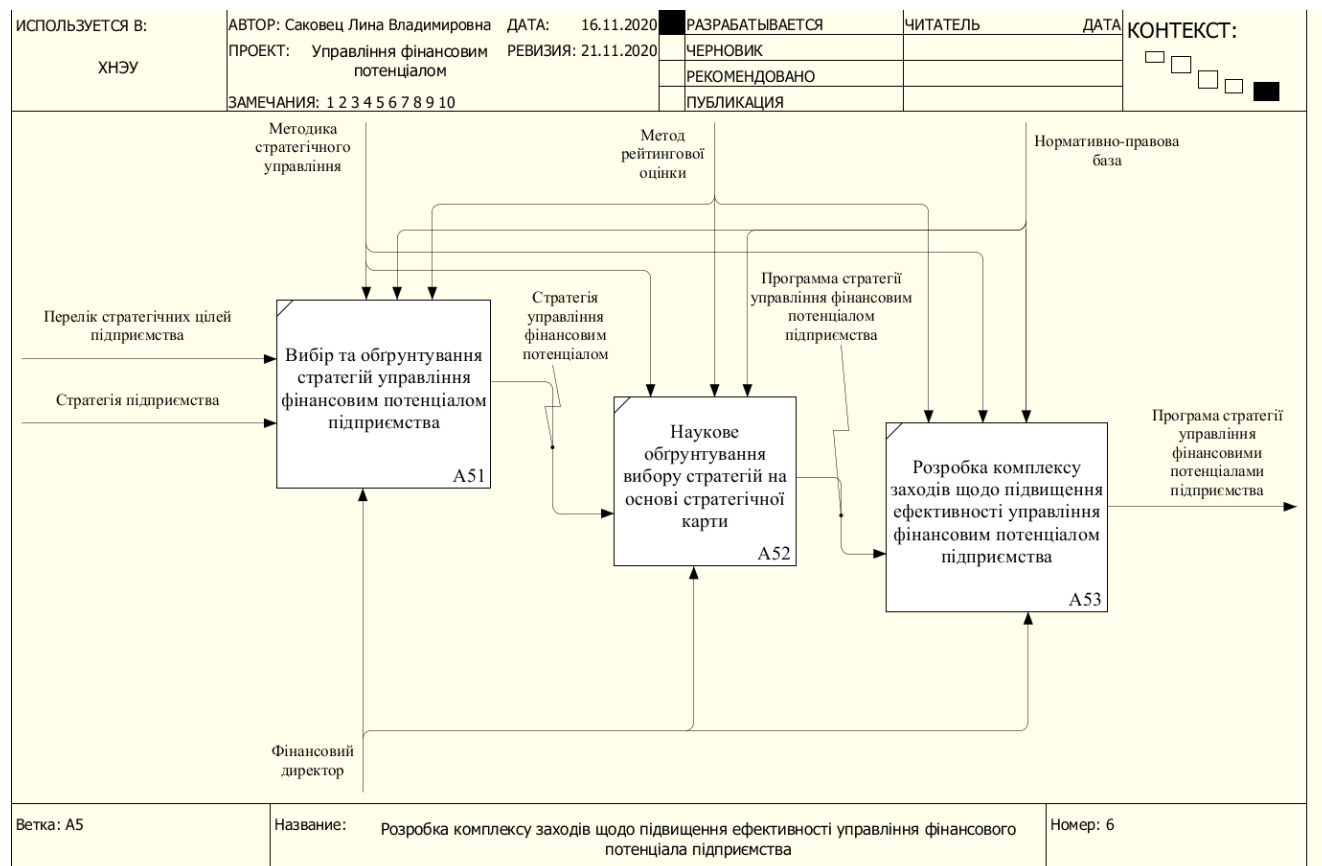 ИСПОЛЬЗУЕТСЯ В:
ХНЭУ
АВТОР: Саковец Лина Владимировна
ДАТА: 16.11.2020
ПРОЕКТ: Управління фінансовим
потенціалом
РЕВИЗИЯ: 21.11.2020
ЗАМЕЧАНИЯ: 1 2 3 4 5 6 7 8 9 10
РАЗРАБАТЫВАЕТСЯ
ЧЕРНОВИК
РЕКОМЕНДОВАНО
ПУБЛИКАЦИЯ
ЧИТАТЕЛЬ
ДАТА
КОНТЕКСТ:
Методика
стратегічного
управління
Метод
рейтингової
оцінки
Нормативно-правова
база
Перелік стратегічних цілей
підприємства
Стратегія підприємства
Вибір та обґрунтування
стратегій управління
фінансовим потенціалом
підприємства
A51
Стратегія
управління
фінансовим
потенціалом
Наукове
обґрунтування
вибору стратегій на
основі стратегічної
карти
A52
Программа стратегії
управління фінансовим
потенціалом
підприємства
Розробка комплексу
заходів щодо підвищення
ефективності управління
фінансовим потенціалом
підприємства
A53
Програма стратегії
управління
фінансовими
потенціалами
підприємства
Фінансовий
директор
Ветка: A5
Название:
Розробка комплексу заходів щодо підвищення ефективності управління фінансового
потенціала підприємства
Номер: 6